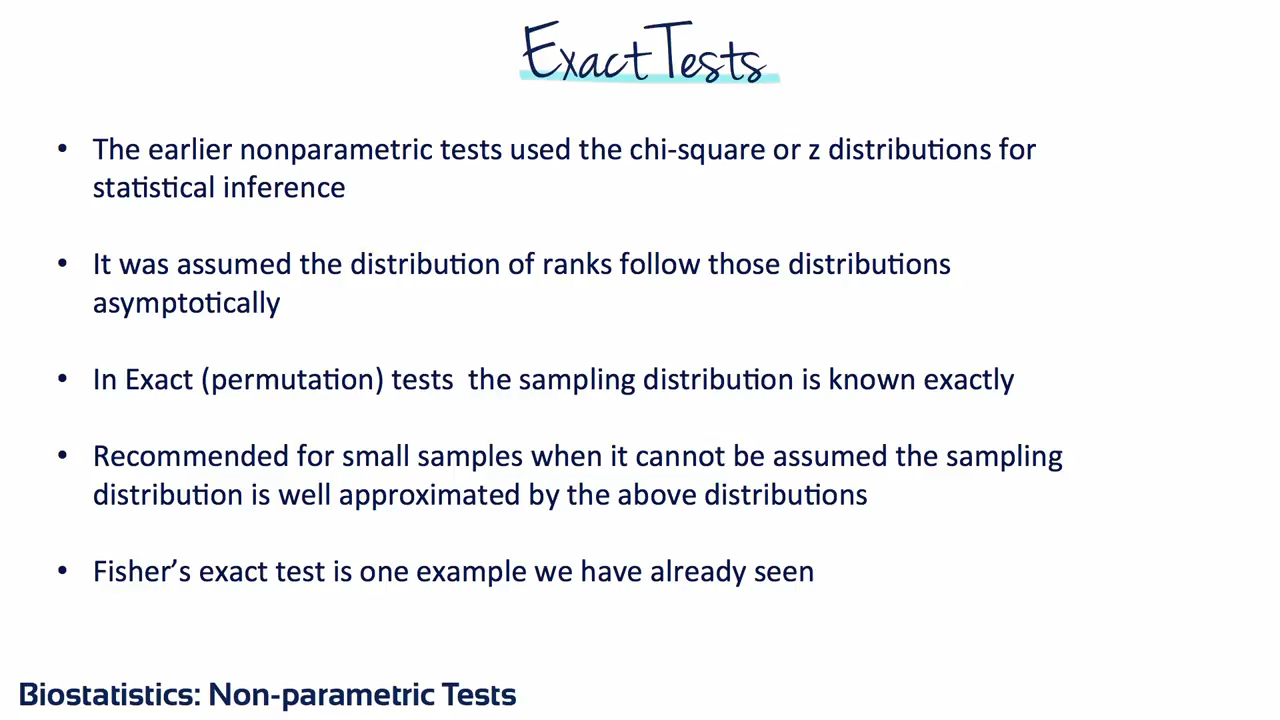 Exact Tests
• The earlier nonparametric tests used the chi-square or z distributions for
statistical inference
• It was assumed the distribution of ranks follow those distributions
asymptotically
• In Exact (permutation) tests  the sampling distribution is known exactly
• Recommended for small samples when it cannot be assumed the sampling
distribution is well approximated by the above distributions
• Fisher’s exact test is one example we have already seen
Biostatistics: Non-parametric Tests